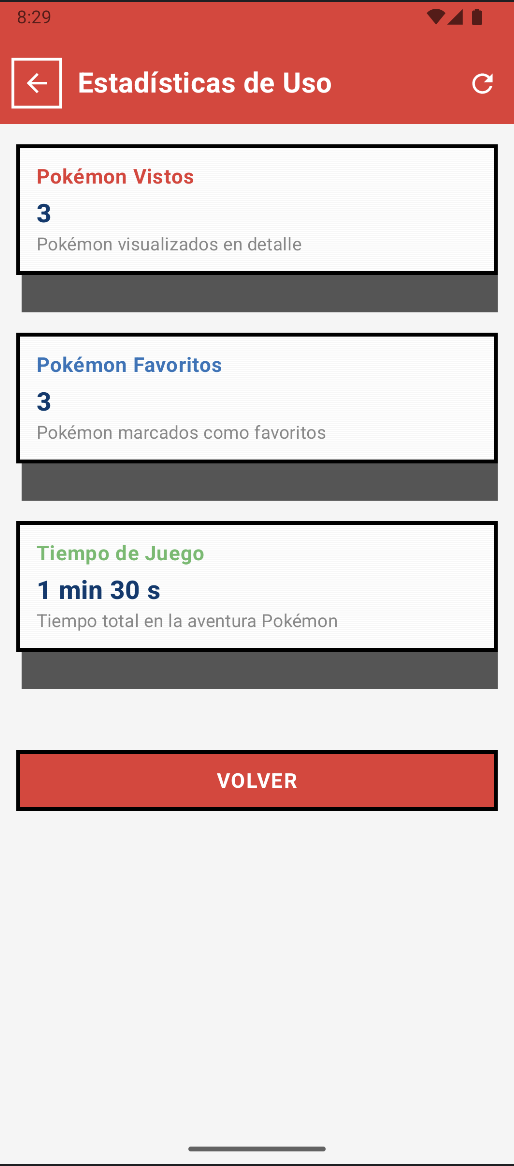 8:29
Estadísticas de Uso
Pokémon Vistos
3
Pokémon visualizados en detalle
Pokémon Favoritos
3
Pokémon marcados como favoritos
Tiempo de Juego
1 min 30 s
Tiempo total en la aventura Pokémon
VOLVER